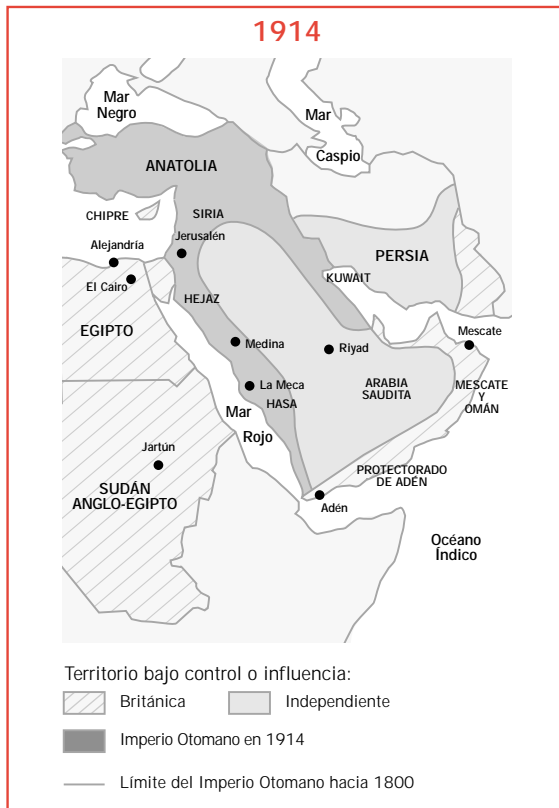 1914
Mar
Negro
Mar
Caspio
ANATOLIA
CHIPRE
SIRIA
Alejandría
Jerusalén
PERSIA
El Cairo
KUWAIT
HEJAZ
EGIPTO
Medina
Riyad
Mescate
La Meca
HASA
ARABIA
SAUDITA
MESCATE
Y
OMÁN
Mar
Rojo
Jartún
SUDÁN
ANGLO-EGIPTO
PROTECTORADO
DE ADÉN
Adén
Océano
Índico
Territorio bajo control o influencia:
Británica
Independiente
Imperio Otomano en 1914
Límite del Imperio Otomano hacia 1800